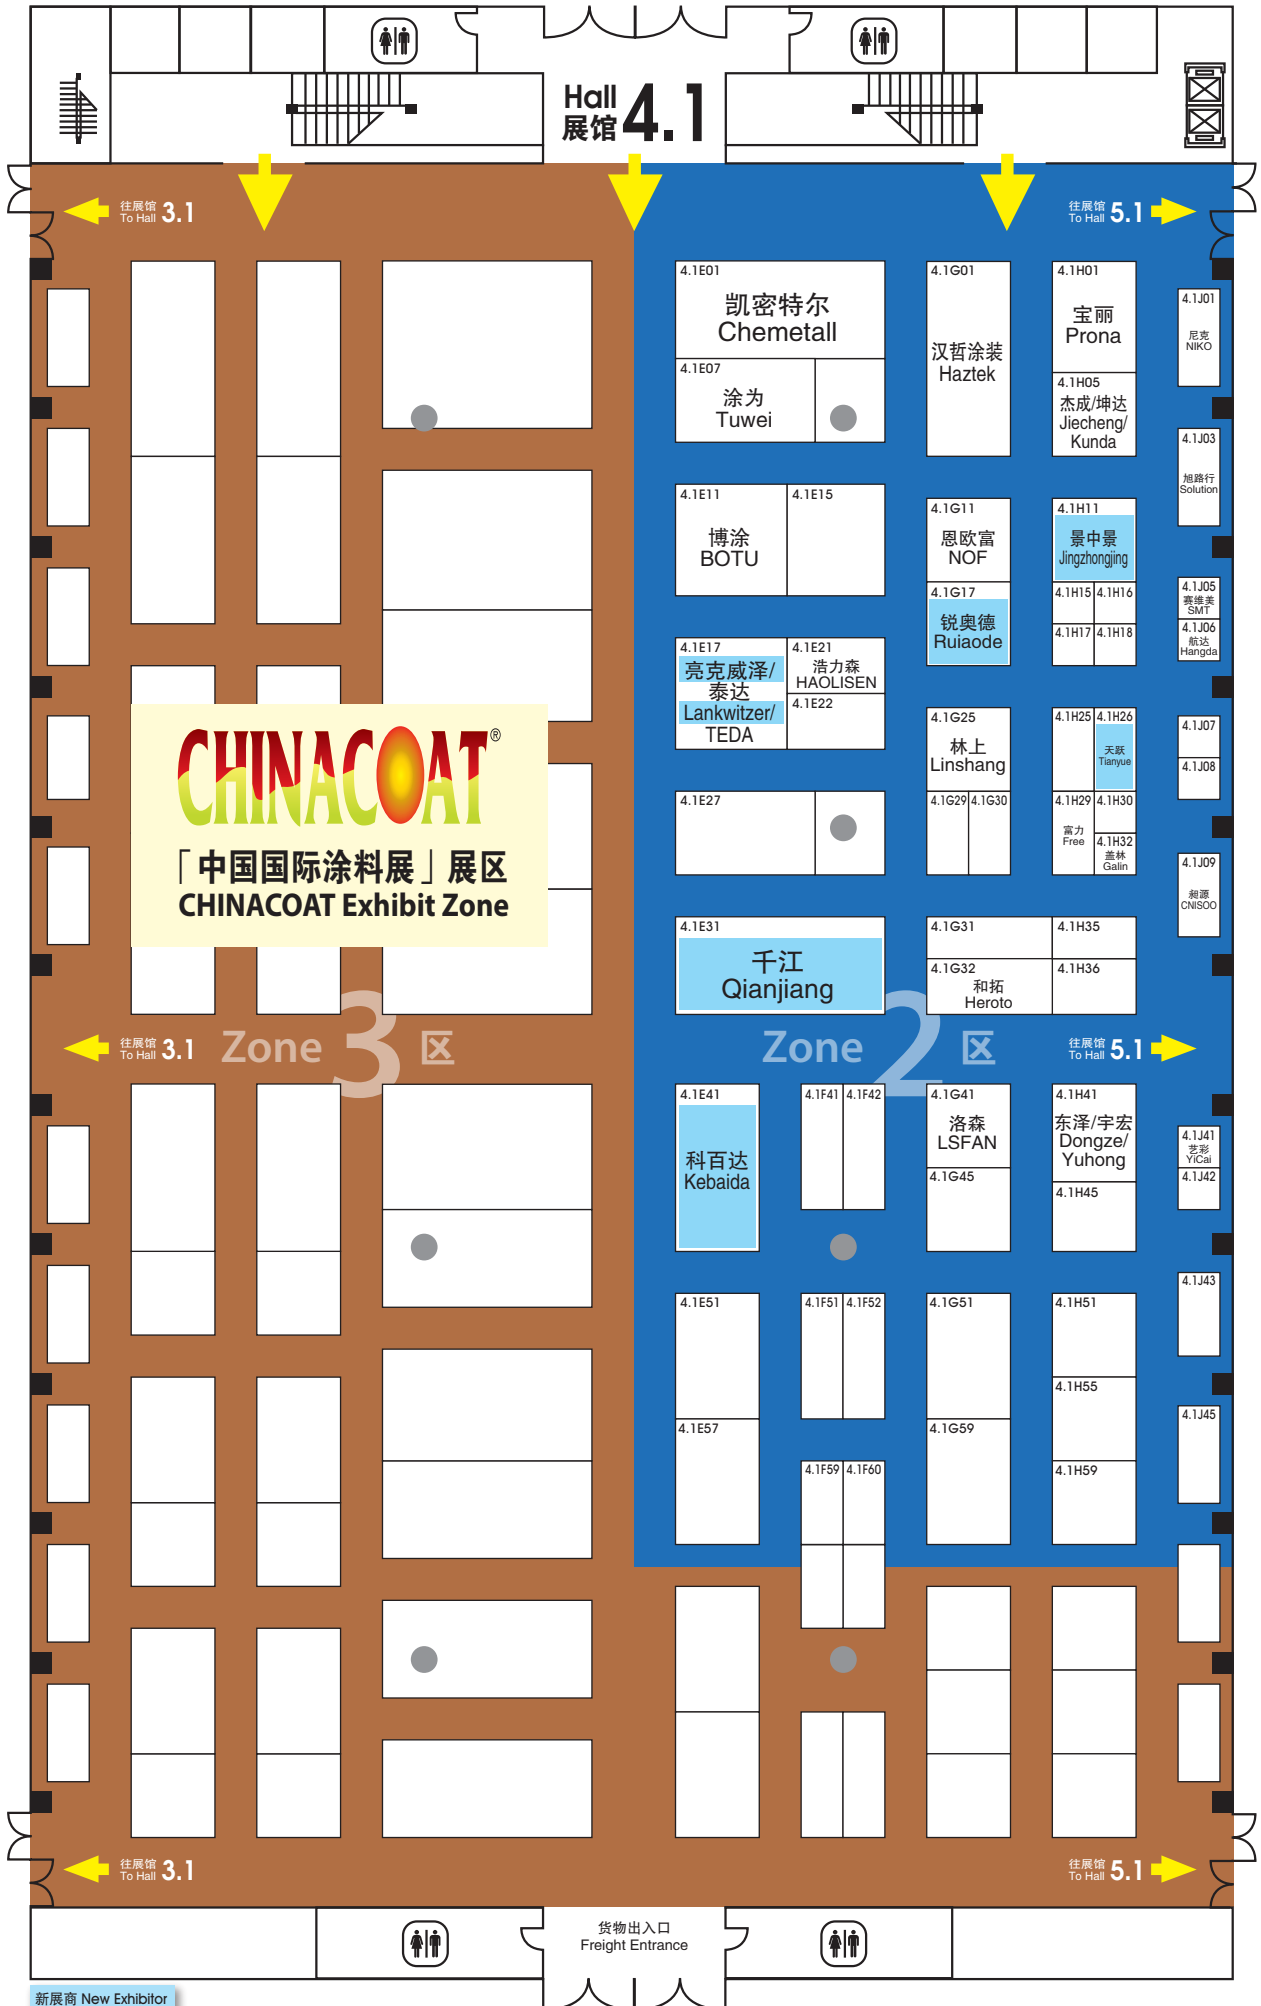 Hall
展馆 4.1
往展馆
To Hall 3.1
往展馆
To Hall 5.1
4.1E01
凯密特尔
Chemetall
4.1G01
汉哲涂装
Haztek
4.1H01
宝丽
Prona
4.1J01
尼克
NIKO
4.1E07
涂为
Tuwei
4.1H05
杰成/坤达
Jiecheng/
Kunda
4.1J03
旭路行
Solution
4.1E11
博涂
BOTU
4.1E15
4.1G11
恩欧富
NOF
4.1H11
景中景
Jingzhongjing
4.1G17
锐奥德
Ruiaode
4.1H15
4.1H16
4.1H17
4.1H18
4.1J05
赛维美
SMT
4.1J06
航达
Hangda
4.1E17
亮克威泽/
泰达
Lankwitzer/
TEDA
4.1E21
浩力森
HAOLISEN
4.1E22
4.1G25
林上
Linshang
4.1H25
4.1H26
天跃
Tianyue
4.1J07
4.1J08
CHINACOAT®
「中国国际涂料展」展区
CHINACOAT Exhibit Zone
4.1E27
4.1G29
4.1G30
4.1H29
富力
Free
4.1H30
4.1H32
盖林
Galin
4.1J09
昶源
CNISOO
4.1E31
千江
Qianjiang
4.1G31
4.1H35
4.1G32
和拓
Heroto
4.1H36
往展馆
To Hall 3.1
Zone 3 区
Zone 2 区
往展馆
To Hall 5.1
4.1E41
科百达
Kebaida
4.1F41
4.1F42
4.1G41
洛森
LSFAN
4.1G45
4.1H41
东泽/宇宏
Dongze/
Yuhong
4.1H45
4.1J41
艺彩
YiCai
4.1J42
4.1J43
4.1E51
4.1F51
4.1F52
4.1G51
4.1H51
4.1H55
4.1J45
4.1E57
4.1G59
4.1F59
4.1F60
4.1H59
往展馆
To Hall 3.1
往展馆
To Hall 5.1
货物出入口
Freight Entrance
新展商 New Exhibitor